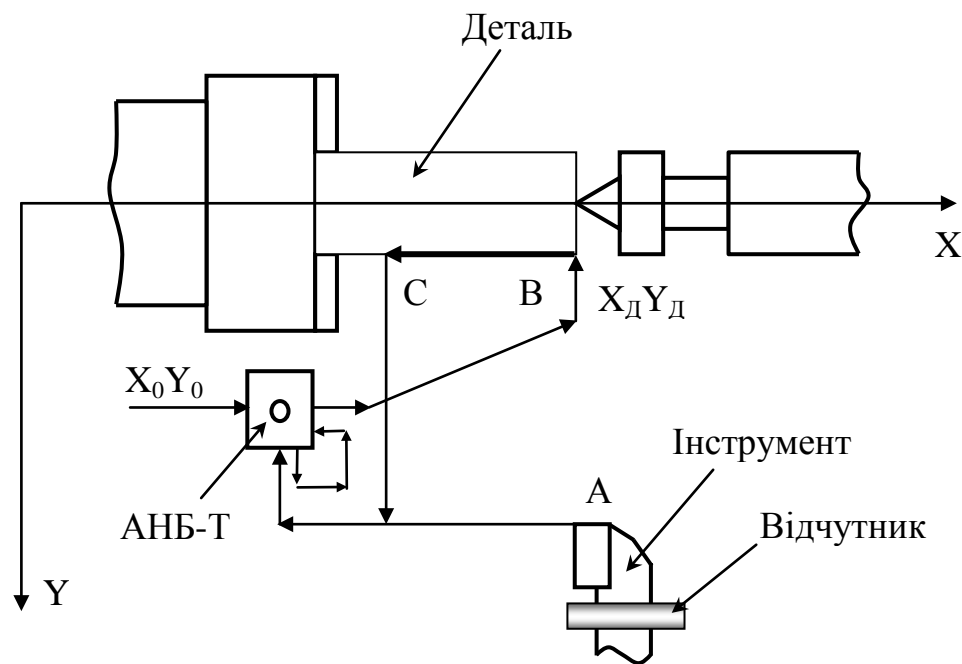 Деталь
X
C
B
XДYД
X0Y0
Інструмент
A
АНБ-Т
Відчутник
Y